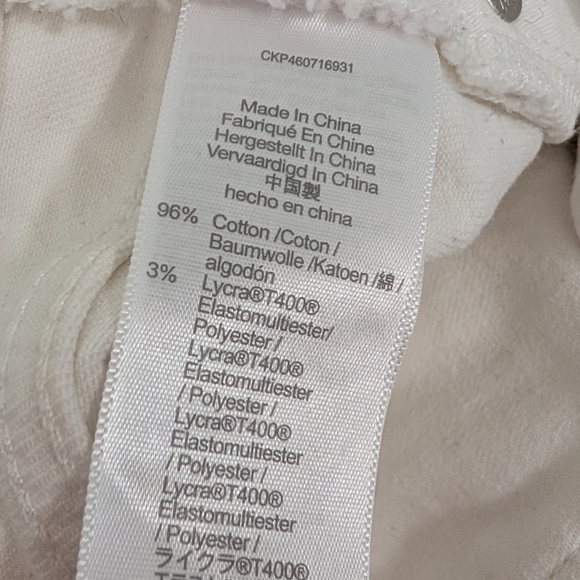 CKP460716931
Made In China
Fabriqué En Chine
Hergestellt In China
Vervaardigd In China
中国製
hecho en china
96% Cotton /Coton /
Baumwolle /Katoen /綿 /
algodón
3% Lycra®T400®
Elastomultiester/
Polyester /
Lycra®T400®
Elastomultiester
/ Polyester /
Lycra®T400®
Elastomultiester
/ Polyester /
Lycra®T400®
Elastomultiester
/ Polyester /
ライクラ®T400®